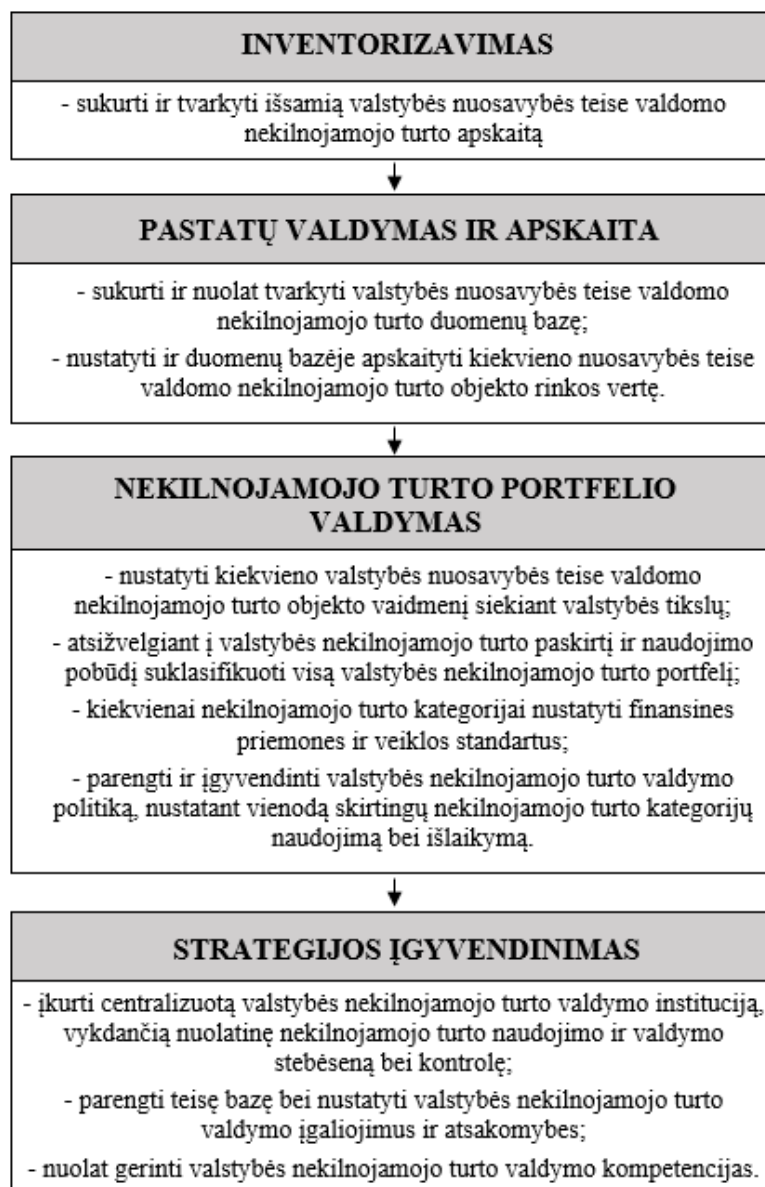 INVENTORIZAVIMAS
- sukurti ir tvarkyti išsamią valstybės nuosavybės teise valdomo
nekilnojamojo turto apskaitą
PASTATŲ VALDYMAS IR APSKAITA
- sukurti ir nuolat tvarkyti valstybės nuosavybės teise valdomo
nekilnojamojo turto duomenų bazę;
- nustatyti ir duomenų bazėje apskaityti kiekvieno nuosavybės teise
valdomo nekilnojamojo turto objekto rinkos vertę.
NEKILNOJAMOJO TURTO PORTFELIO
VALDYMAS
- nustatyti kiekvieno valstybės nuosavybės teise valdomo
nekilnojamojo turto objekto vaidmenį siekiant valstybės tikslų;
- atsižvelgiant į valstybės nekilnojamojo turto paskirtį ir naudojimo
pobūdį suklasifikuoti visą valstybės nekilnojamojo turto portfelį;
- kiekvienai nekilnojamojo turto kategorijai nustatyti finansines
priemones ir veiklos standartus;
- parengti ir įgyvendinti valstybės nekilnojamojo turto valdymo
politiką, nustatant vienodą skirtingų nekilnojamojo turto kategorijų
naudojimą bei išlaikymą.
STRATEGIJOS ĮGYVENDINIMAS
- įkurti centralizuotą valstybės nekilnojamojo turto valdymo instituciją,
vykdančią nuolatinę nekilnojamojo turto naudojimo ir valdymo
stebėseną bei kontrolę;
- parengti teisę bazę bei nustatyti valstybės nekilnojamojo turto
valdymo įgaliojimus ir atsakomybes;
- nuolat gerinti valstybės nekilnojamojo turto valdymo kompetencijas.